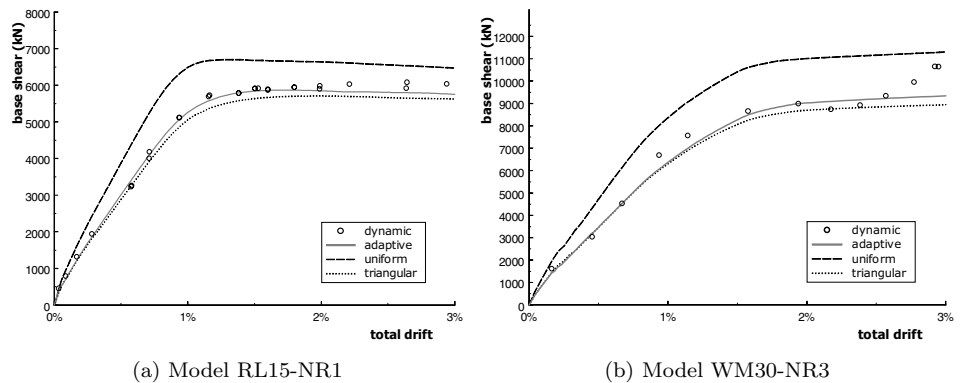 base shear (kN)
8000
7000
6000
5000
4000
3000
2000
1000
0
0%
1%
2%
3%
total drift
dynamic
adaptive
uniform
triangular
(a) Model RL15-NR1
base shear (kN)
12000
11000
10000
9000
8000
7000
6000
5000
4000
3000
2000
1000
0
0%
1%
2%
3%
total drift
dynamic
adaptive
uniform
triangular
(b) Model WM30-NR3